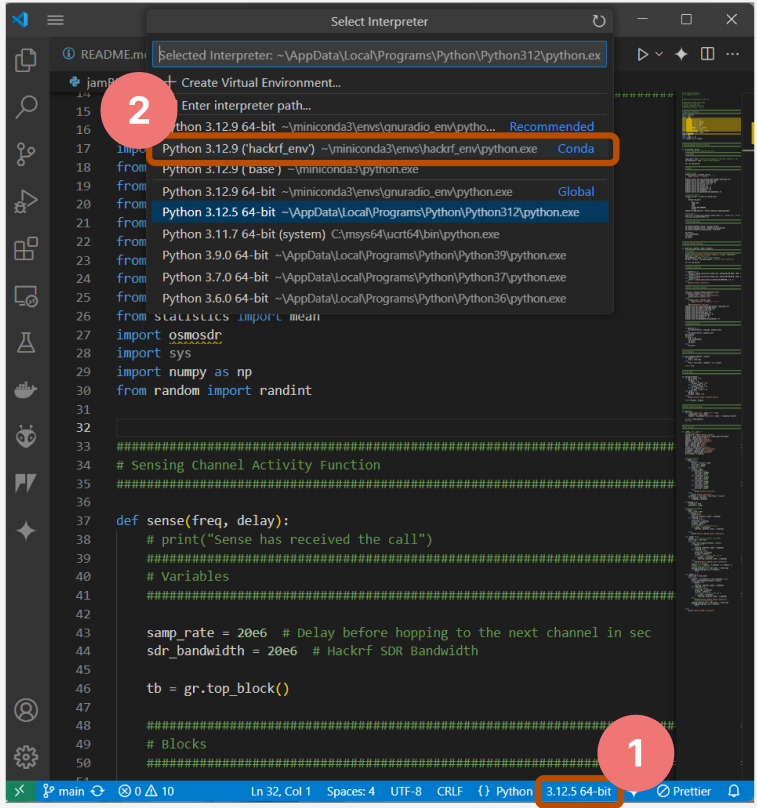 Select Interpreter
README.m
Selected Interpreter: ~\AppData\Local\Programs\Python\Python312\python.ex
jam
Create Virtual Environment...
14
15
Enter interpreter path...
2
16
Python 3.12.9 64-bit ~\miniconda3\envs\gnuradio_env\pytho... Recommended
17 impo
Python 3.12.9 ('hackrf_env') ~\miniconda3\envs\hackrf_env\python.exe Conda
18 from
Python 3.12.9 ('base') ~\miniconda3\python.exe
19 from
Python 3.12.9 64-bit ~\miniconda3\envs\gnuradio_env\python.exe Global
20 from
Python 3.12.5 64-bit ~\AppData\Local\Programs\Python\Python312\python.exe
21 from
22 from
Python 3.11.7 64-bit (system) C:\msys64\ucrt64\bin\python.exe
23 from
Python 3.9.0 64-bit ~\AppData\Local\Programs\Python\Python39\python.exe
24 from
Python 3.7.0 64-bit ~\AppData\Local\Programs\Python\Python37\python.exe
25 from
Python 3.6.0 64-bit ~\AppData\Local\Programs\Python\Python36\python.exe
26 from statistics import mean
27 import osmosdr
28 import sys
29 import numpy as np
30 from random import randint
31
32
33 ##########################################################################
34 # Sensing Channel Activity Function
35 ##########################################################################
36
37 def sense(freq, delay):
38 # print("Sense has received the call")
39 ######################################################################
40 # Variables
41 ######################################################################
42
43 samp_rate = 20e6 # Delay before hopping to the next channel in sec
44 sdr_bandwidth = 20e6 # Hackrf SDR Bandwidth
45
46 tb = gr.top_block()
47
48 ######################################################################
49 # Blocks
50 ######################################################################
1
main 0 10 Ln 32, Col 1 Spaces: 4 UTF-8 CRLF {} Python 3.12.5 64-bit Prettier